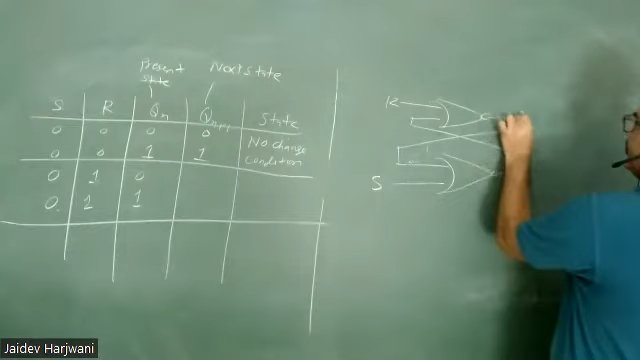 Present Next State
state
S R Qn Qn+1 State
0 0 0 0 No change
0 0 1 1 Condition
0 1 0
0 1 1
R
S
Jaidev Harjwani